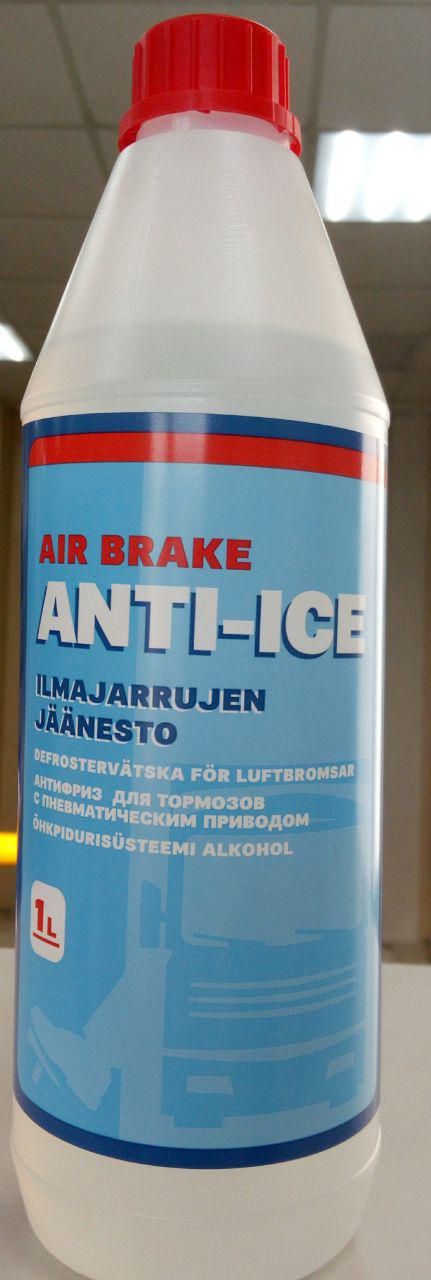 AIR BRAKE
ANTI-ICE
ILMAJARRUJEN
JÄÄNESTO
DEFROSTERVÄTSKA FÖR LUFTBROMSAR
АНТИФРИЗ ДЛЯ ТОРМОЗОВ
С ПНЕВМАТИЧЕСКИМ ПРИВОДОМ
ÕHKPIDURISÜSTEEMI ALKOHOL
1L